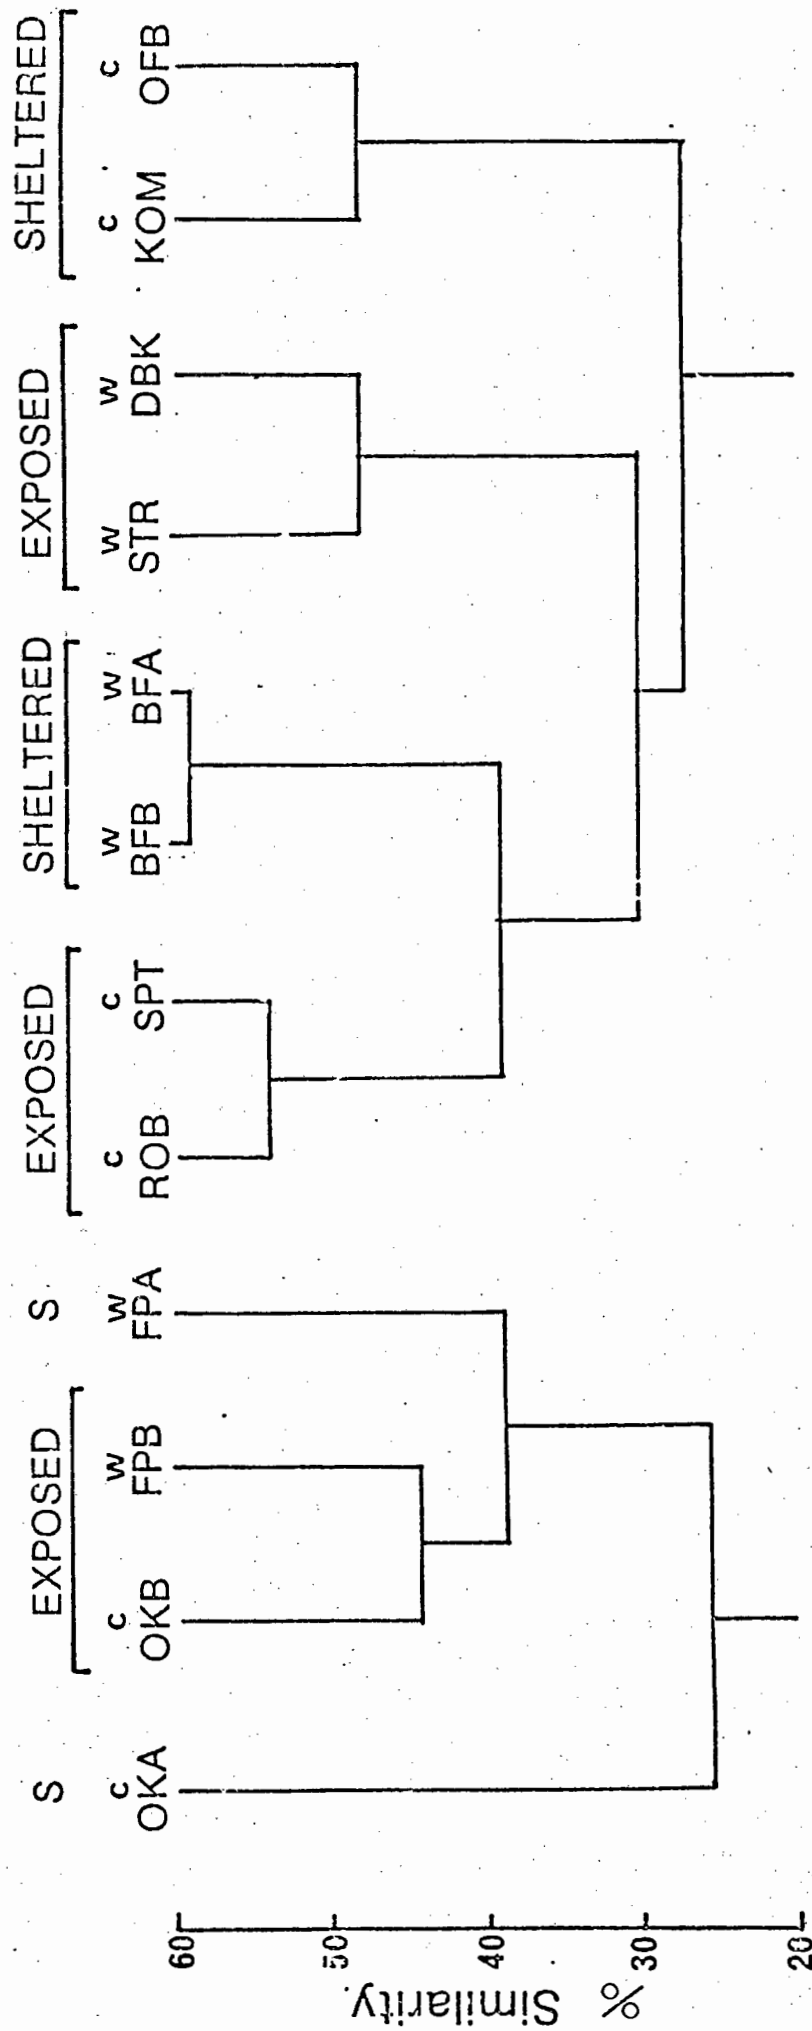 S EXPOSED S EXPOSED SHELTERED EXPOSED SHELTERED
c c w w c c w w w w c c
OKA OKB FPB FPA ROB SPT BFB BFA STR DBK KOM OFB
60
50
40
30
20
% Similarity